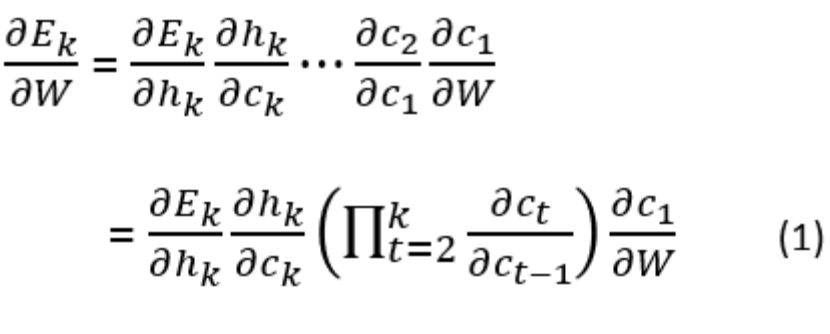 ∂E_k/∂W = ∂E_k/∂h_k ∂h_k/∂c_k ⋯ ∂c_2/∂c_1 ∂c_1/∂W
= ∂E_k/∂h_k ∂h_k/∂c_k (∏_{t=2}^{k} ∂c_t/∂c_{t−1}) ∂c_1/∂W (1)